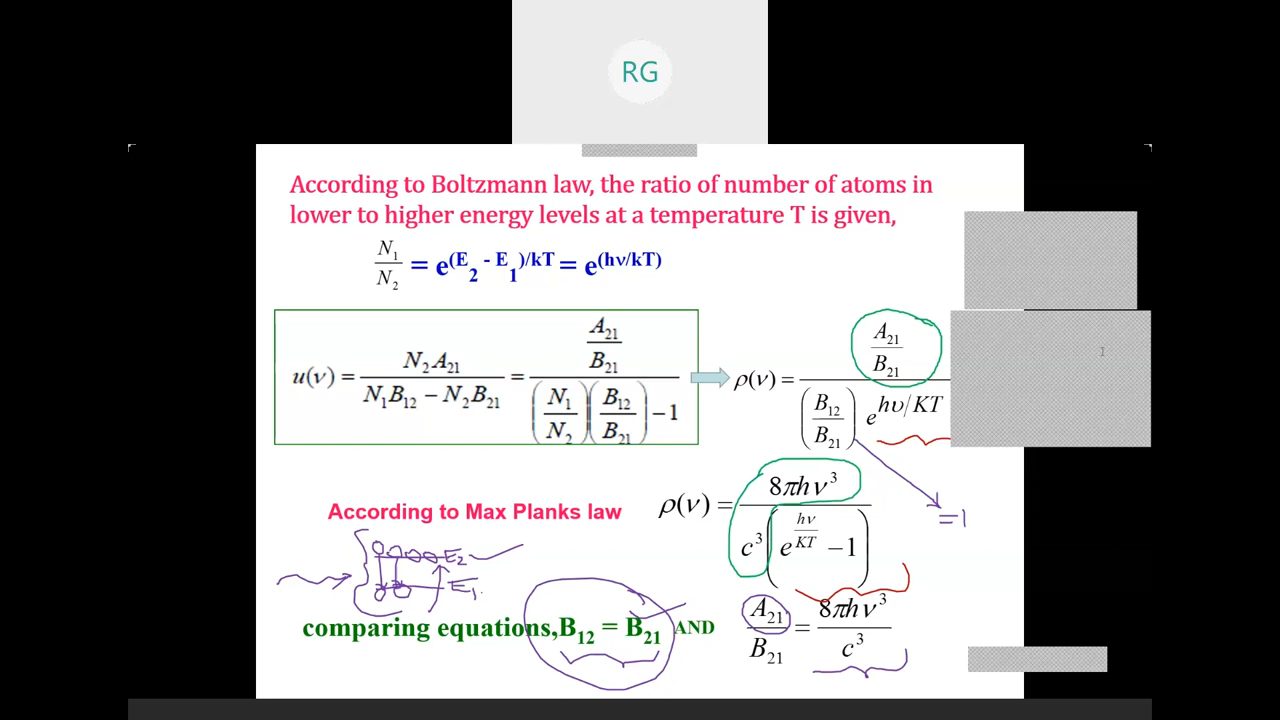 RG
According to Boltzmann law, the ratio of number of atoms in
lower to higher energy levels at a temperature T is given,
N₁/N₂ = e^(E₂ - E₁)/kT = e^(hν/kT)
u(ν) = N₂A₂₁ / (N₁B₁₂ − N₂B₂₁) = (A₂₁/B₂₁) / ((N₁/N₂)(B₁₂/B₂₁) − 1)
ρ(ν) = (A₂₁/B₂₁) / (B₁₂/B₂₁) e^hυ/KT
=1
According to Max Planks law
ρ(ν) = 8πhν³ / c³(e^(hν/KT) − 1)
E₂
E₁
comparing equations,B₁₂ = B₂₁ AND A₂₁/B₂₁ = 8πhν³/c³